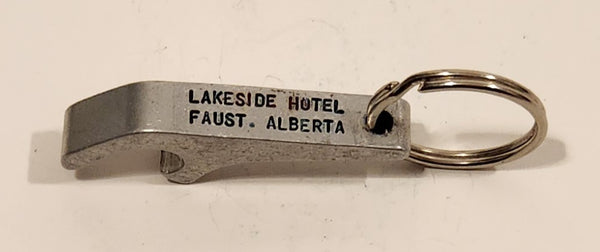 LAKESIDE HOTEL
FAUST. ALBERTA